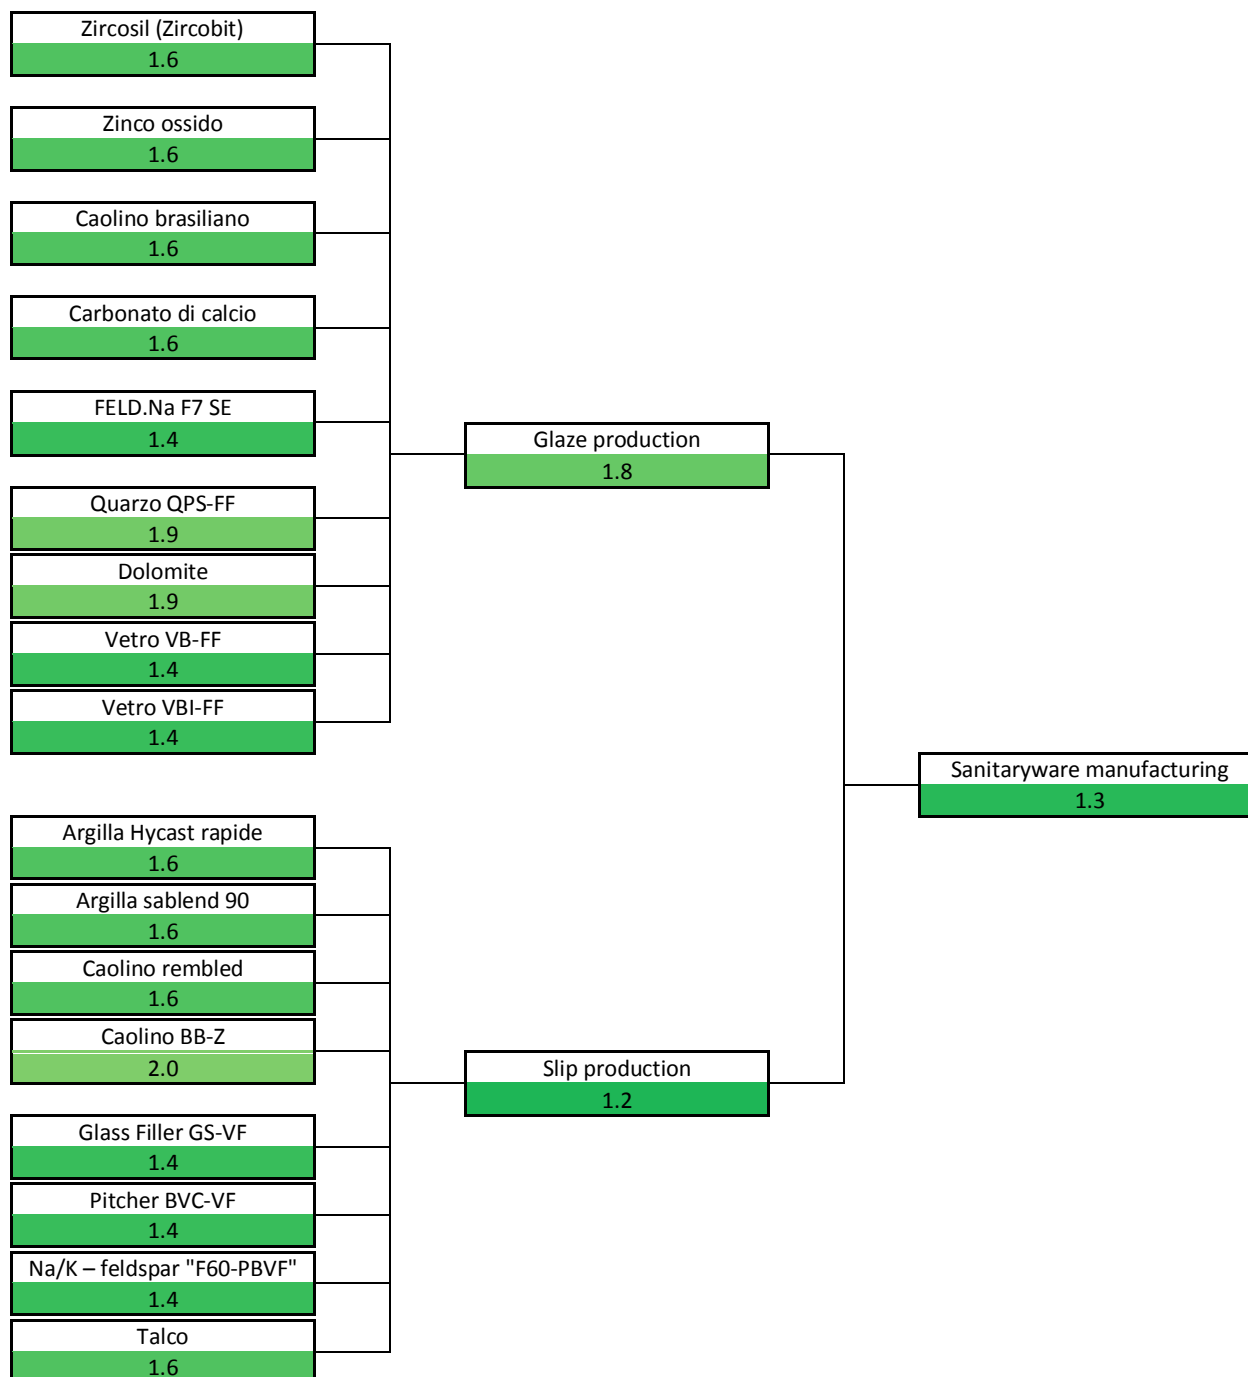 Zircosil (Zircobit)
1.6
Zinco ossido
1.6
Caolino brasiliano
1.6
Carbonato di calcio
1.6
FELD.Na F7 SE
1.4
Quarzo QPS-FF
1.9
Dolomite
1.9
Vetro VB-FF
1.4
Vetro VBI-FF
1.4
Glaze production
1.8
Argilla Hycast rapide
1.6
Argilla sablend 90
1.6
Caolino rembled
1.6
Caolino BB-Z
2.0
Glass Filler GS-VF
1.4
Pitcher BVC-VF
1.4
Na/K – feldspar "F60-PBVF"
1.4
Talco
1.6
Slip production
1.2
Sanitaryware manufacturing
1.3